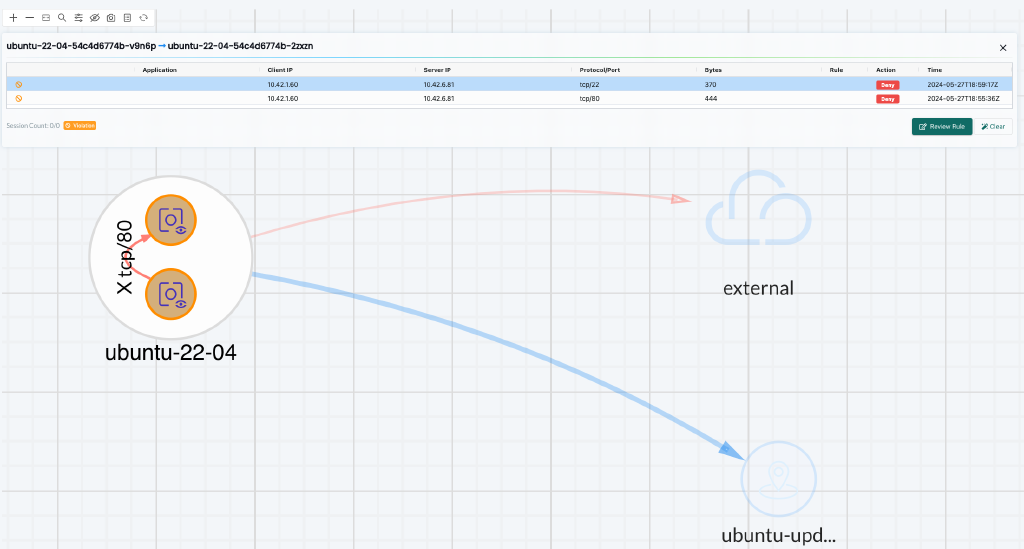 ubuntu-22-04-54c4d6774b-v9n6p → ubuntu-22-04-54c4d6774b-2zxzn
Application Client IP Server IP Protocol/Port Bytes Rule Action Time
10.42.1.60 10.42.6.81 tcp/22 370 Deny 2024-05-27T18:59:17Z
10.42.1.60 10.42.6.81 tcp/80 444 Deny 2024-05-27T18:55:36Z
Session Count: 0/0 Violation
Review Rule Clear
X tcp/80
external
ubuntu-22-04
ubuntu-upd...